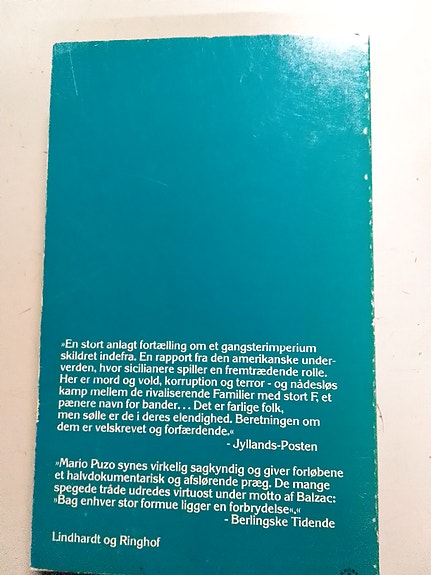 »En stort anlagt fortælling om et gangsterimperium
skildret indefra. En rapport fra den amerikanske under-
verden, hvor sicilianere spiller en fremtrædende rolle.
Her er mord og vold, korruption og terror - og nådesløs
kamp mellem de rivaliserende Familier med stort F, et
pænere navn for bander... Det er farlige folk,
men sølle er de i deres elendighed. Beretningen om
dem er velskrevet og forfærdende.«
- Jyllands-Posten
»Mario Puzo synes virkelig sagkyndig og giver forløbene
et halvdokumentarisk og afslørende præg. De mange
spegede tråde udredes virtuost under motto af Balzac:
»Bag enhver stor formue ligger en forbrydelse«.«
- Berlingske Tidende
Lindhardt og Ringhof